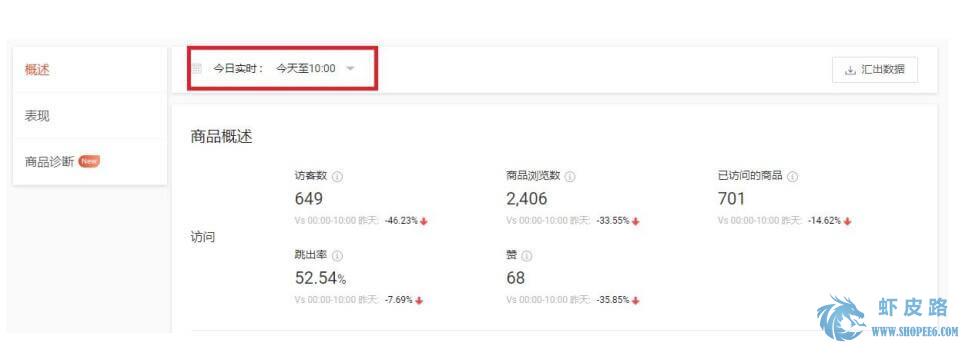 概述
表现
商品诊断 New
今日实时： 今天至10:00
汇出数据
商品概述
访问
访客数
649
Vs 00:00-10:00 昨天: -46.23%
商品浏览数
2,406
Vs 00:00-10:00 昨天: -33.55%
已访问的商品
701
Vs 00:00-10:00 昨天: -14.62%
跳出率
52.54%
Vs 00:00-10:00 昨天: -7.69%
赞
68
Vs 00:00-10:00 昨天: -35.85%
虾皮路
WWW.SHOPEE6.COM